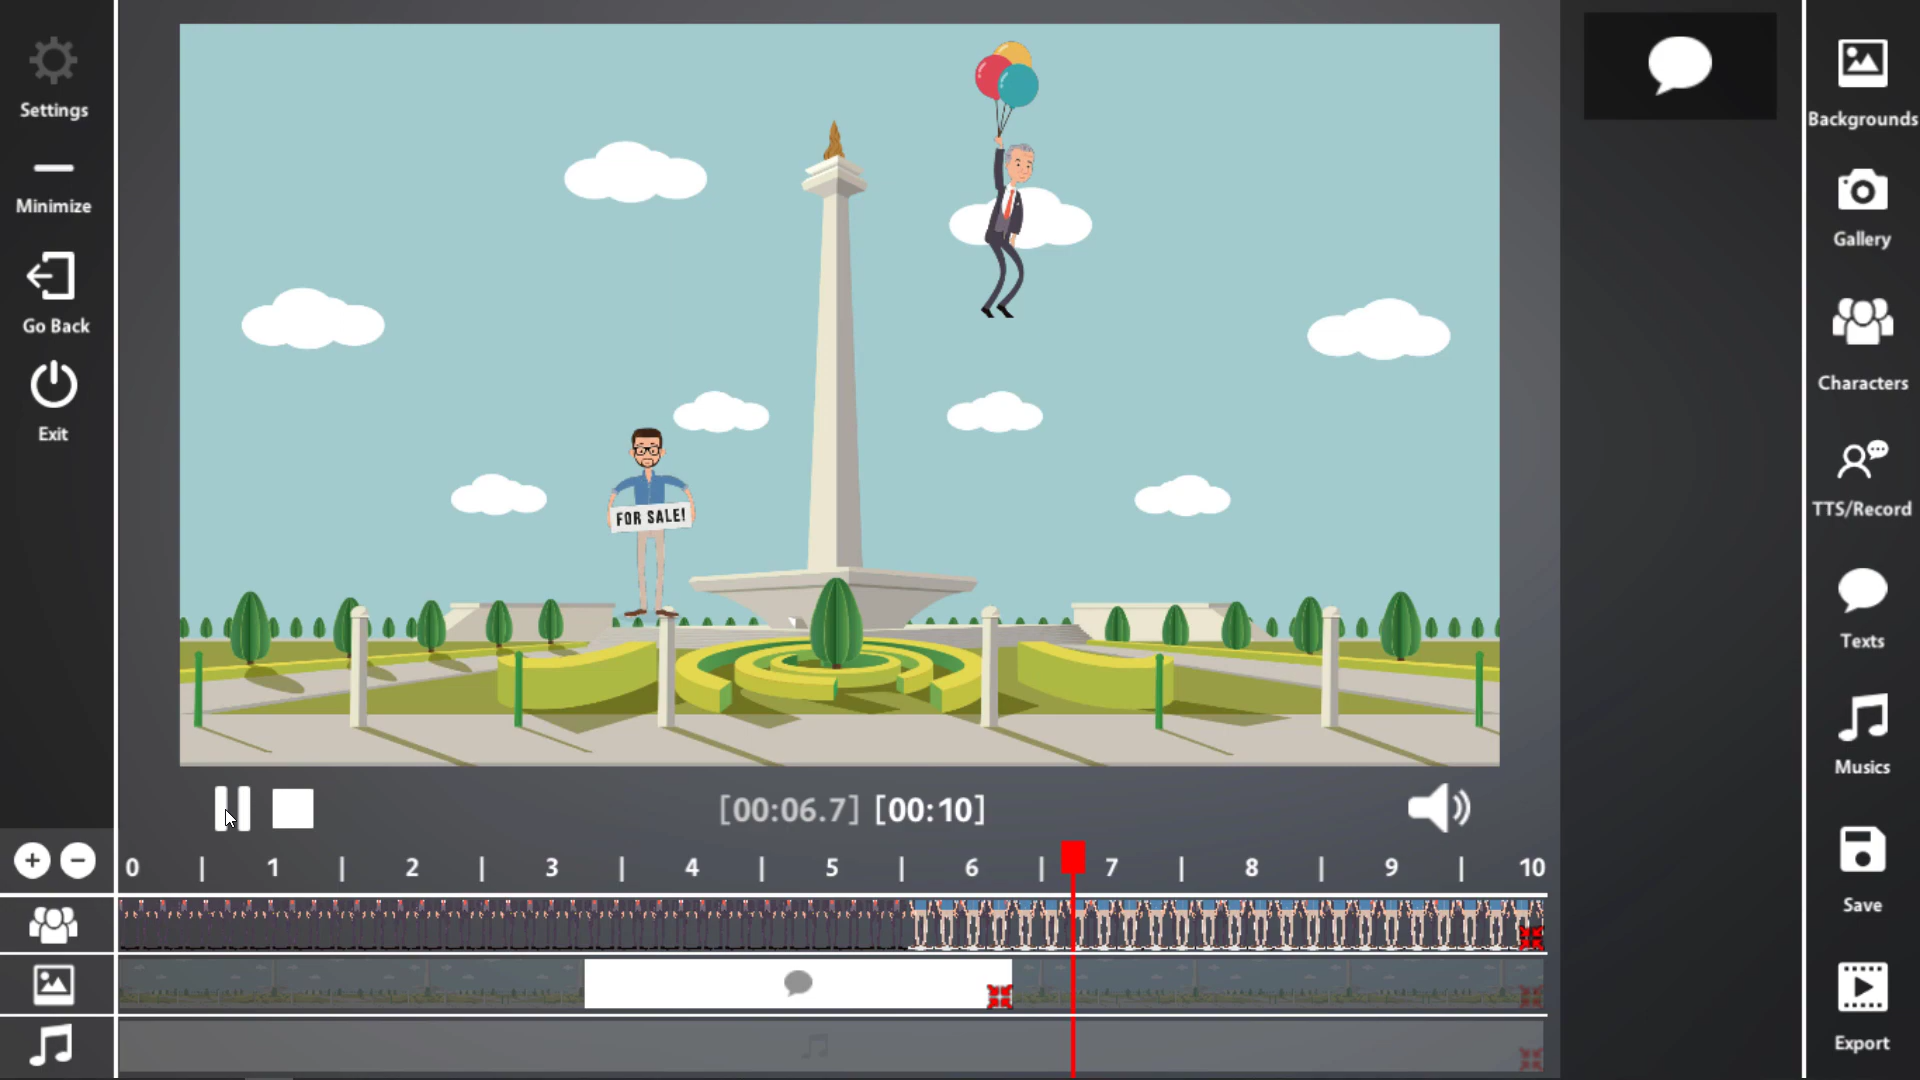 Settings
Minimize
Go Back
Exit
FOR SALE!
[00:06.7] [00:10]
0 | 1 | 2 | 3 | 4 | 5 | 6 | 7 | 8 | 9 | 10
Backgrounds
Gallery
Characters
TTS/Record
Texts
Musics
Save
Export